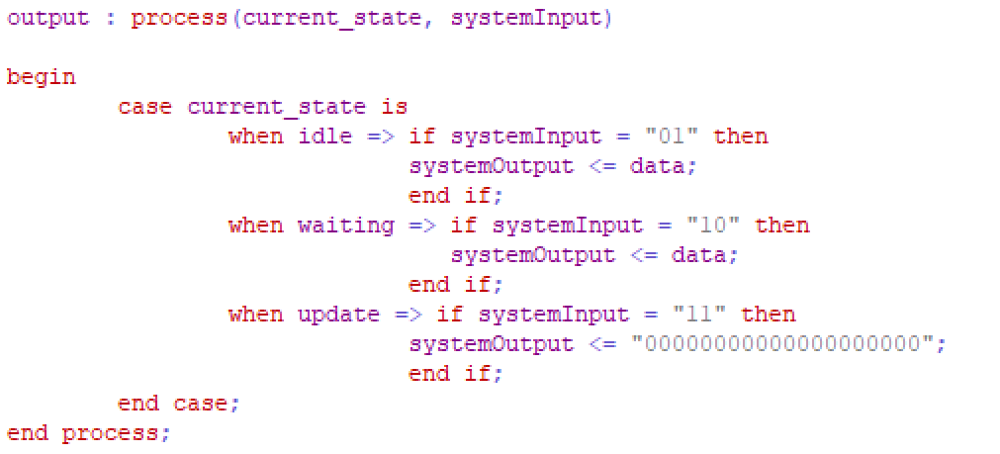 output : process(current_state, systemInput)
begin
case current_state is
when idle => if systemInput = "01" then
systemOutput <= data;
end if;
when waiting => if systemInput = "10" then
systemOutput <= data;
end if;
when update => if systemInput = "11" then
systemOutput <= "00000000000000000000";
end if;
end case;
end process;